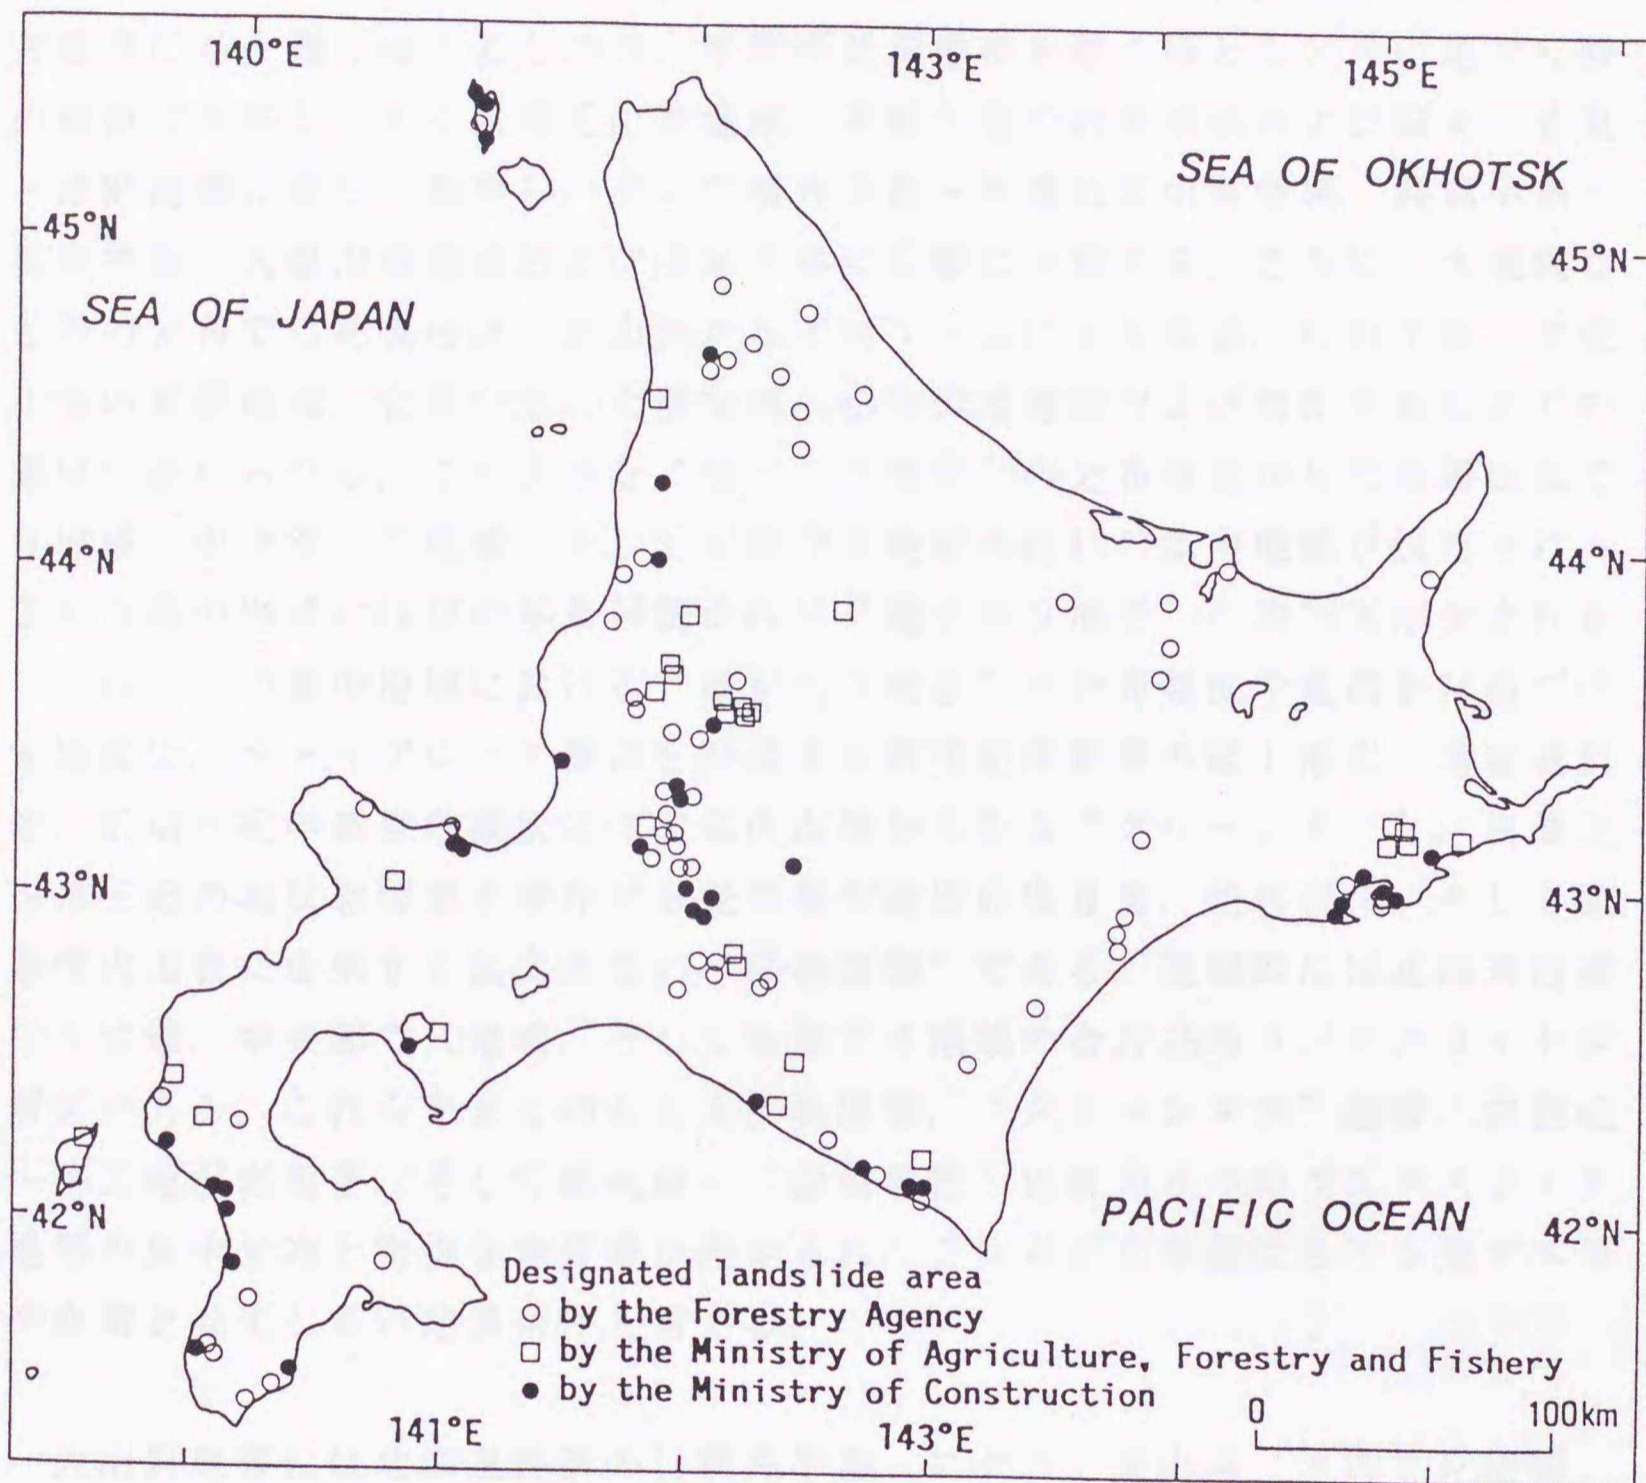 140°E
143°E
145°E
SEA OF OKHOTSK
45°N
45°N
SEA OF JAPAN
44°N
44°N
43°N
43°N
42°N
PACIFIC OCEAN
42°N
Designated landslide area
○ by the Forestry Agency
□ by the Ministry of Agriculture, Forestry and Fishery
● by the Ministry of Construction
0 100km
141°E
143°E